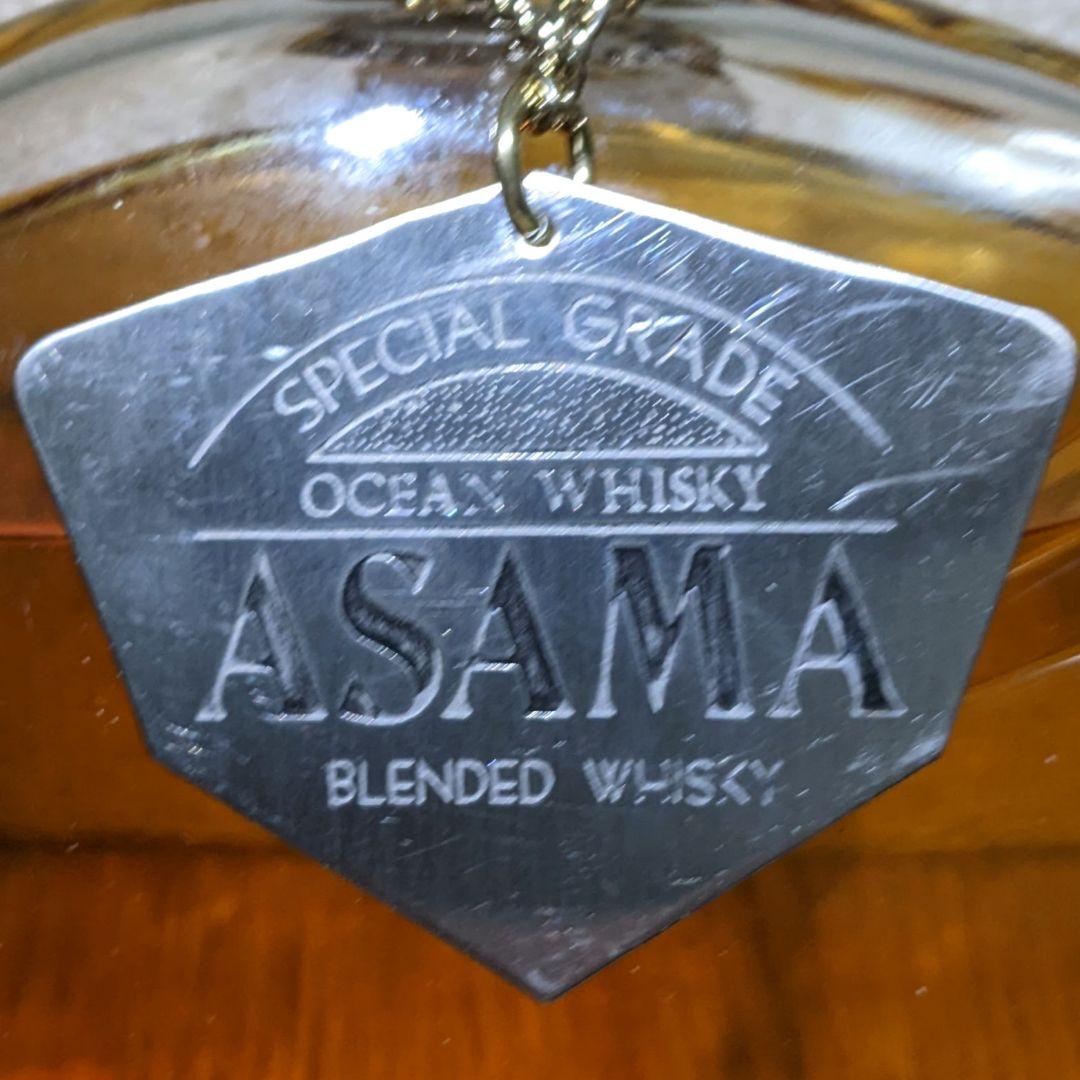 SPECIAL GRADE
OCEAN WHISKY
ASAMA
BLENDED WHISKY